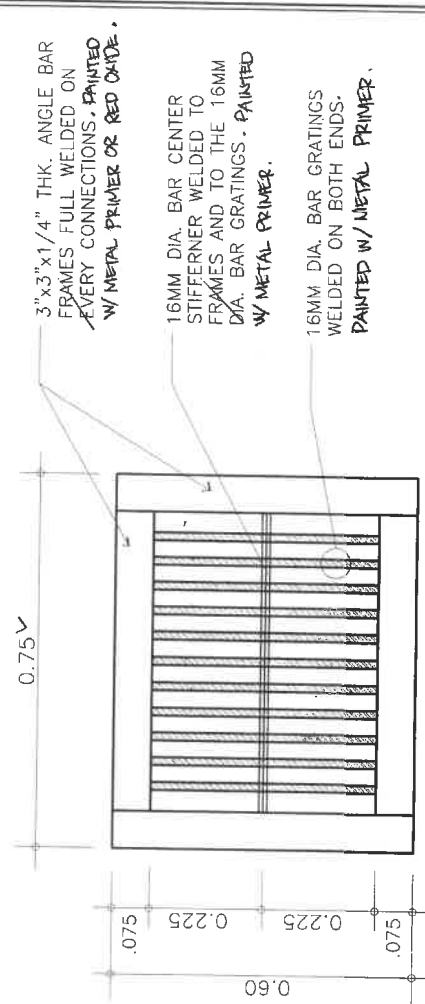 3"x3"x1/4" THK. ANGLE BAR
FRAMES FULL WELDED ON
EVERY CONNECTIONS. PAINTED
W/ METAL PRIMER OR RED OXIDE.
16MM DIA. BAR CENTER
STIFFERNER WELDED TO
FRAMES AND TO THE 16MM
DIA. BAR GRATINGS. PAINTED
W/ METAL PRIMER.
16MM DIA. BAR GRATINGS
WELDED ON BOTH ENDS.
PAINTED W/ METAL PRIMER.
0.75
.075
0.225
0.225
.075
0.60